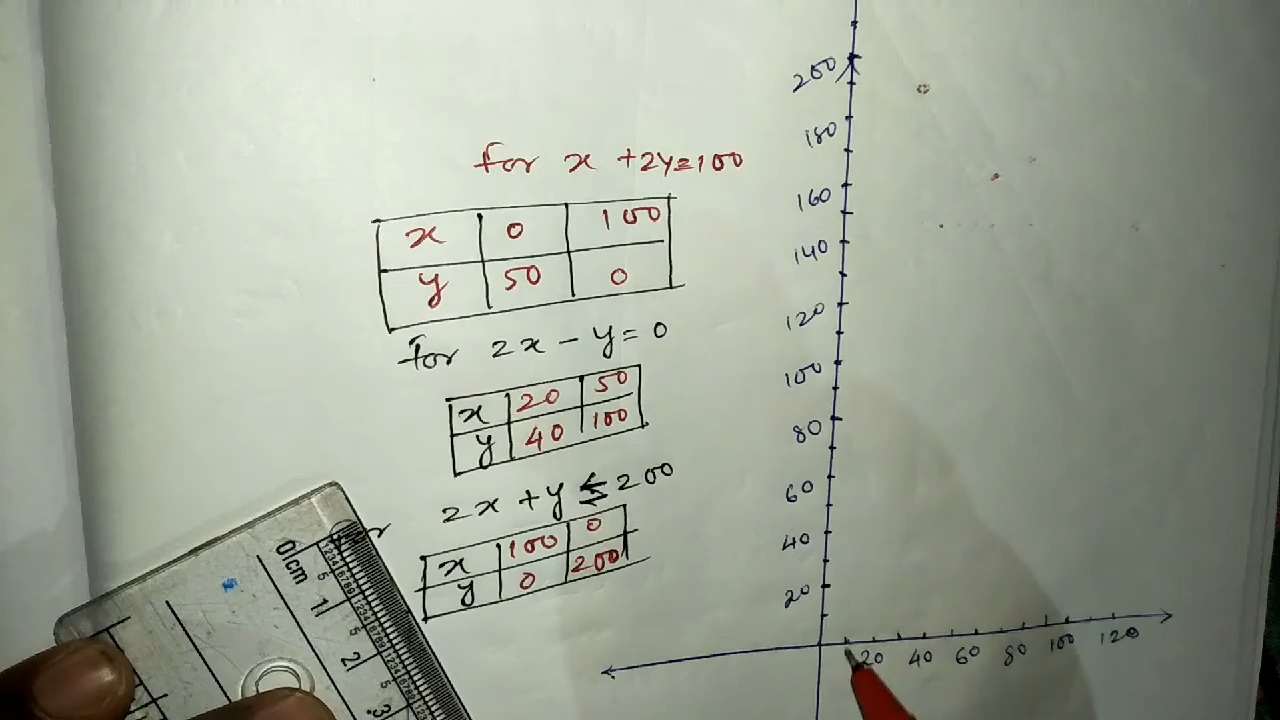 for x + 2y = 100
x 0 100
y 50 0
for 2x - y = 0
x 20 50
y 40 100
2x + y ≤ 200
x 100 0
y 0 200
200
180
160
140
120
100
80
60
40
20
20 40 60 80 100 120
0 cm
1
2
3